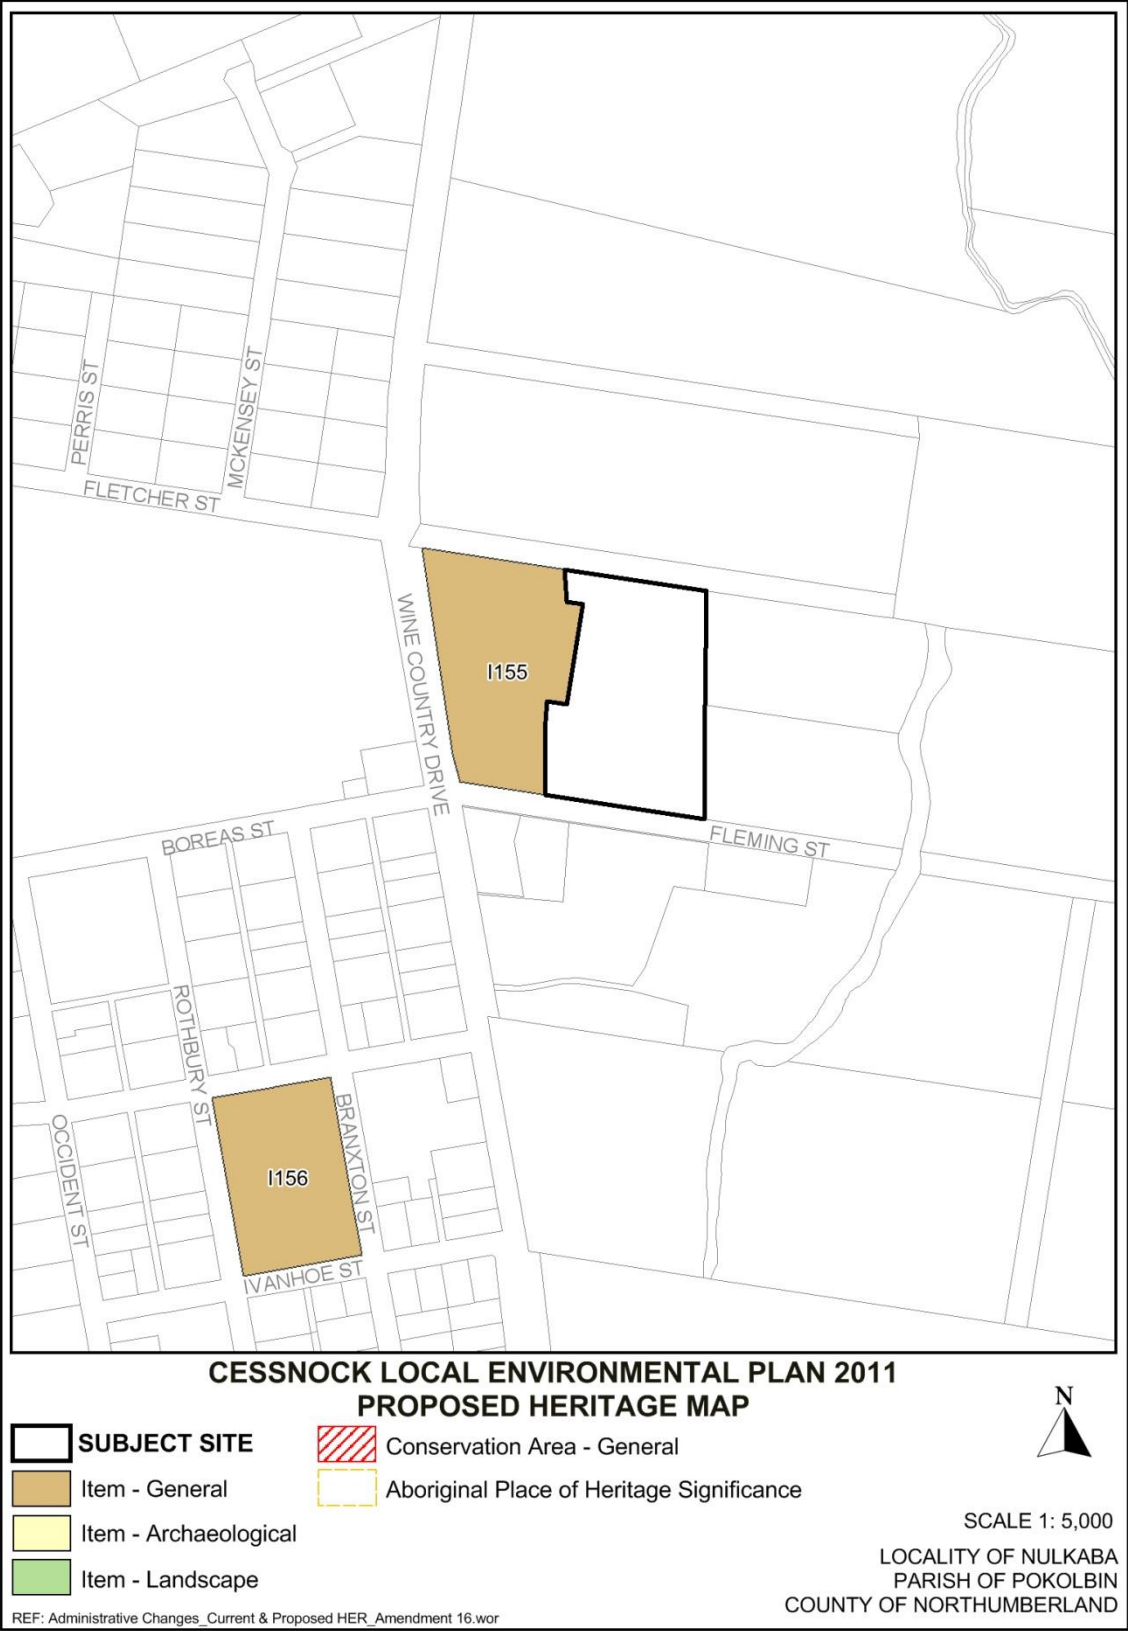 PERRIS ST
MCKENSEY ST
FLETCHER ST
WINE COUNTRY DRIVE
I155
BOREAS ST
FLEMING ST
ROTHBURY ST
OCCIDENT ST
BRANXTON ST
I156
IVANHOE ST
CESSNOCK LOCAL ENVIRONMENTAL PLAN 2011
PROPOSED HERITAGE MAP
N
SUBJECT SITE
Item - General
Item - Archaeological
Item - Landscape
Conservation Area - General
Aboriginal Place of Heritage Significance
SCALE 1: 5,000
LOCALITY OF NULKABA
PARISH OF POKOLBIN
COUNTY OF NORTHUMBERLAND
REF: Administrative Changes_Current & Proposed HER_Amendment 16.wor